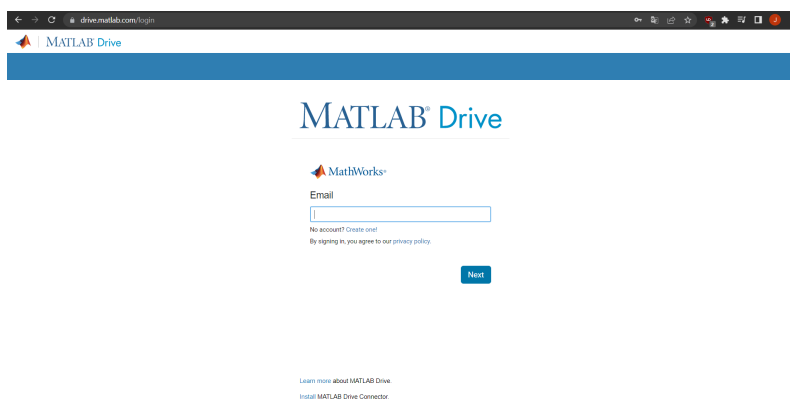 drive.matlab.com/login
J
MATLAB® Drive
MATLAB® Drive
MathWorks®
Email
No account? Create one!
By signing in, you agree to our privacy policy.
Next
Learn more about MATLAB Drive.
Install MATLAB Drive Connector.